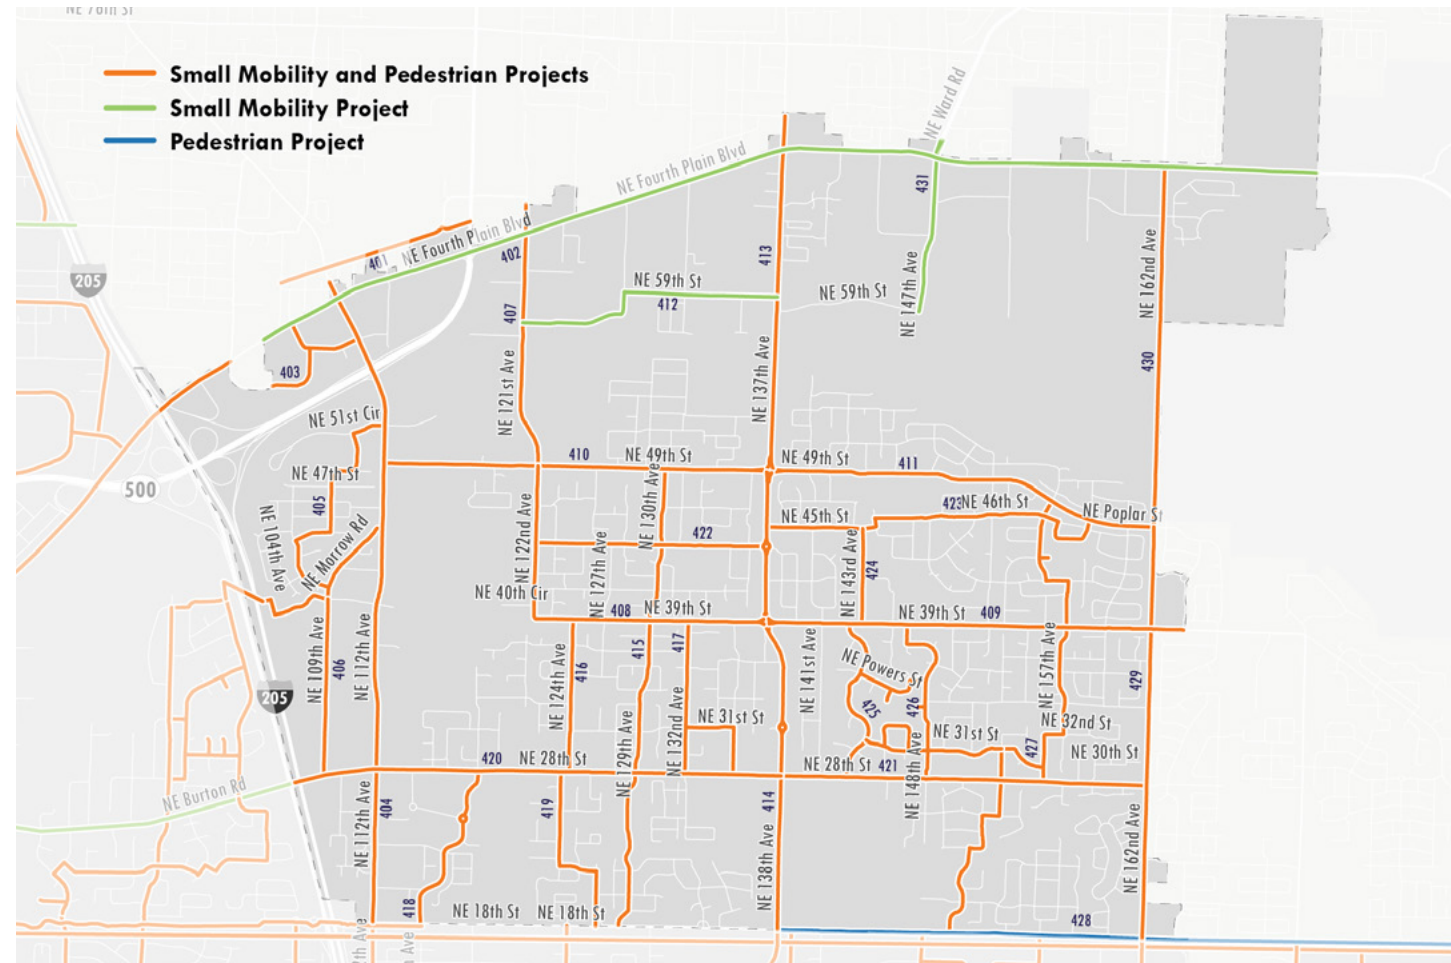 NE 76th St
Small Mobility and Pedestrian Projects
Small Mobility Project
Pedestrian Project
NE Ward Rd
NE Fourth Plain Blvd
431
NE Fourth Plain Blvd
401
402
413
205
NE 59th St
412
NE 59th St
NE 147th Ave
NE 162nd Ave
407
403
430
NE 121st Ave
NE 137th Ave
NE 51st Cir
410
NE 49th St
NE 49th St
411
NE 47th St
500
405
NE 104th Ave
NE Morrow Rd
NE 130th Ave
423
NE 46th St
NE Poplar St
NE 45th St
NE 122nd Ave
422
NE 127th Ave
NE 143rd Ave
424
NE 40th Cir
408
NE 39th St
NE 39th St
409
NE 109th Ave
406
NE 112th Ave
415
417
416
NE 124th Ave
NE 141st Ave
NE Powers St
NE 157th Ave
429
205
425
426
NE 132nd Ave
NE 31st St
NE 129th Ave
NE 31st St
NE 32nd St
427
NE 30th St
420
NE 28th St
NE 28th St
421
NE 148th Ave
NE Burton Rd
NE 112th Ave
404
419
414
NE 138th Ave
NE 162nd Ave
418
NE 18th St
NE 18th St
428